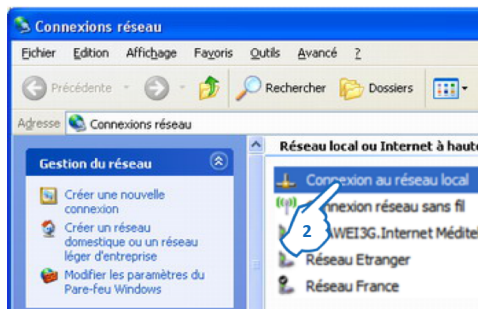 Connexions réseau
Fichier Edition Affichage Favoris Outils Avancé ?
Précédente Rechercher Dossiers
Adresse Connexions réseau
Gestion du réseau
Créer une nouvelle
connexion
Créer un réseau
domestique ou un réseau
léger d'entreprise
Modifier les paramètres du
Pare-feu Windows
Réseau local ou Internet à haut
Connexion au réseau local
nnexion réseau sans fil
2
WEI3G.Internet Médite
Réseau Etranger
Réseau France